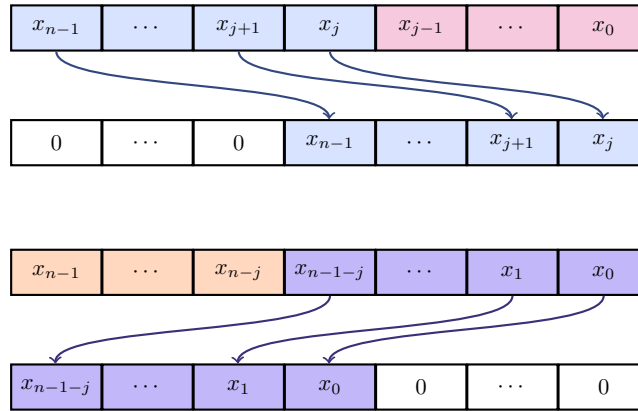 x_{n-1} ⋯ x_{j+1} x_j x_{j-1} ⋯ x_0
0 ⋯ 0 x_{n-1} ⋯ x_{j+1} x_j
x_{n-1} ⋯ x_{n-j} x_{n-1-j} ⋯ x_1 x_0
x_{n-1-j} ⋯ x_1 x_0 0 ⋯ 0